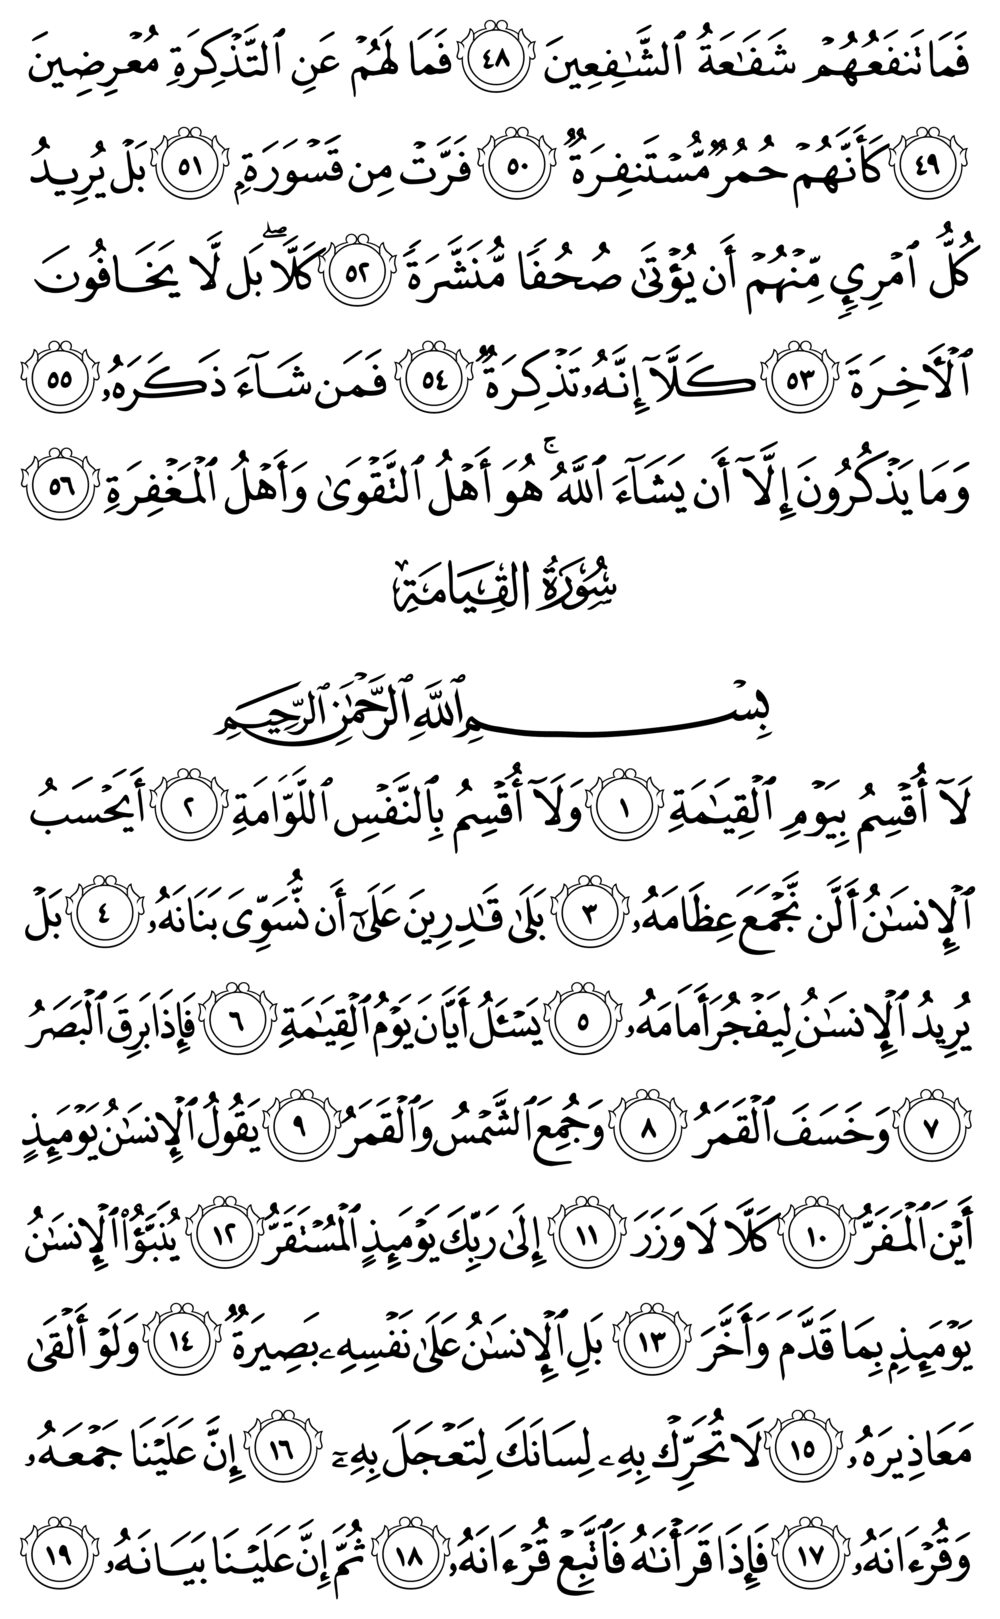 فَمَا تَنفَعُهُمْ شَفَٰعَةُ ٱلشَّٰفِعِينَ ٤٨ فَمَا لَهُمْ عَنِ ٱلتَّذْكِرَةِ مُعْرِضِينَ
٤٩ كَأَنَّهُمْ حُمُرٌ مُّسْتَنفِرَةٌ ٥٠ فَرَّتْ مِن قَسْوَرَةٍۭ ٥١ بَلْ يُرِيدُ
كُلُّ ٱمْرِئٍ مِّنْهُمْ أَن يُؤْتَىٰ صُحُفًا مُّنَشَّرَةً ٥٢ كَلَّا ۖ بَل لَّا يَخَافُونَ
ٱلْأَخِرَةَ ٥٣ كَلَّآ إِنَّهُۥ تَذْكِرَةٌ ٥٤ فَمَن شَآءَ ذَكَرَهُۥ ٥٥
وَمَا يَذْكُرُونَ إِلَّآ أَن يَشَآءَ ٱللَّهُ ۚ هُوَ أَهْلُ ٱلتَّقْوَىٰ وَأَهْلُ ٱلْمَغْفِرَةِ ٥٦
سُورَةُ القِيَامَةِ
بِسْمِ ٱللَّهِ ٱلرَّحْمَٰنِ ٱلرَّحِيمِ
لَآ أُقْسِمُ بِيَوْمِ ٱلْقِيَٰمَةِ ١ وَلَآ أُقْسِمُ بِٱلنَّفْسِ ٱللَّوَّامَةِ ٢ أَيَحْسَبُ
ٱلْإِنسَٰنُ أَلَّن نَّجْمَعَ عِظَامَهُۥ ٣ بَلَىٰ قَٰدِرِينَ عَلَىٰٓ أَن نُّسَوِّىَ بَنَانَهُۥ ٤ بَلْ
يُرِيدُ ٱلْإِنسَٰنُ لِيَفْجُرَ أَمَامَهُۥ ٥ يَسْـَٔلُ أَيَّانَ يَوْمُ ٱلْقِيَٰمَةِ ٦ فَإِذَا بَرِقَ ٱلْبَصَرُ
٧ وَخَسَفَ ٱلْقَمَرُ ٨ وَجُمِعَ ٱلشَّمْسُ وَٱلْقَمَرُ ٩ يَقُولُ ٱلْإِنسَٰنُ يَوْمَئِذٍ
أَيْنَ ٱلْمَفَرُّ ١٠ كَلَّا لَا وَزَرَ ١١ إِلَىٰ رَبِّكَ يَوْمَئِذٍ ٱلْمُسْتَقَرُّ ١٢ يُنَبَّؤُا۟ ٱلْإِنسَٰنُ
يَوْمَئِذٍۭ بِمَا قَدَّمَ وَأَخَّرَ ١٣ بَلِ ٱلْإِنسَٰنُ عَلَىٰ نَفْسِهِۦ بَصِيرَةٌ ١٤ وَلَوْ أَلْقَىٰ
مَعَاذِيرَهُۥ ١٥ لَا تُحَرِّكْ بِهِۦ لِسَانَكَ لِتَعْجَلَ بِهِۦٓ ١٦ إِنَّ عَلَيْنَا جَمْعَهُۥ
وَقُرْءَانَهُۥ ١٧ فَإِذَا قَرَأْنَٰهُ فَٱتَّبِعْ قُرْءَانَهُۥ ١٨ ثُمَّ إِنَّ عَلَيْنَا بَيَانَهُۥ ١٩